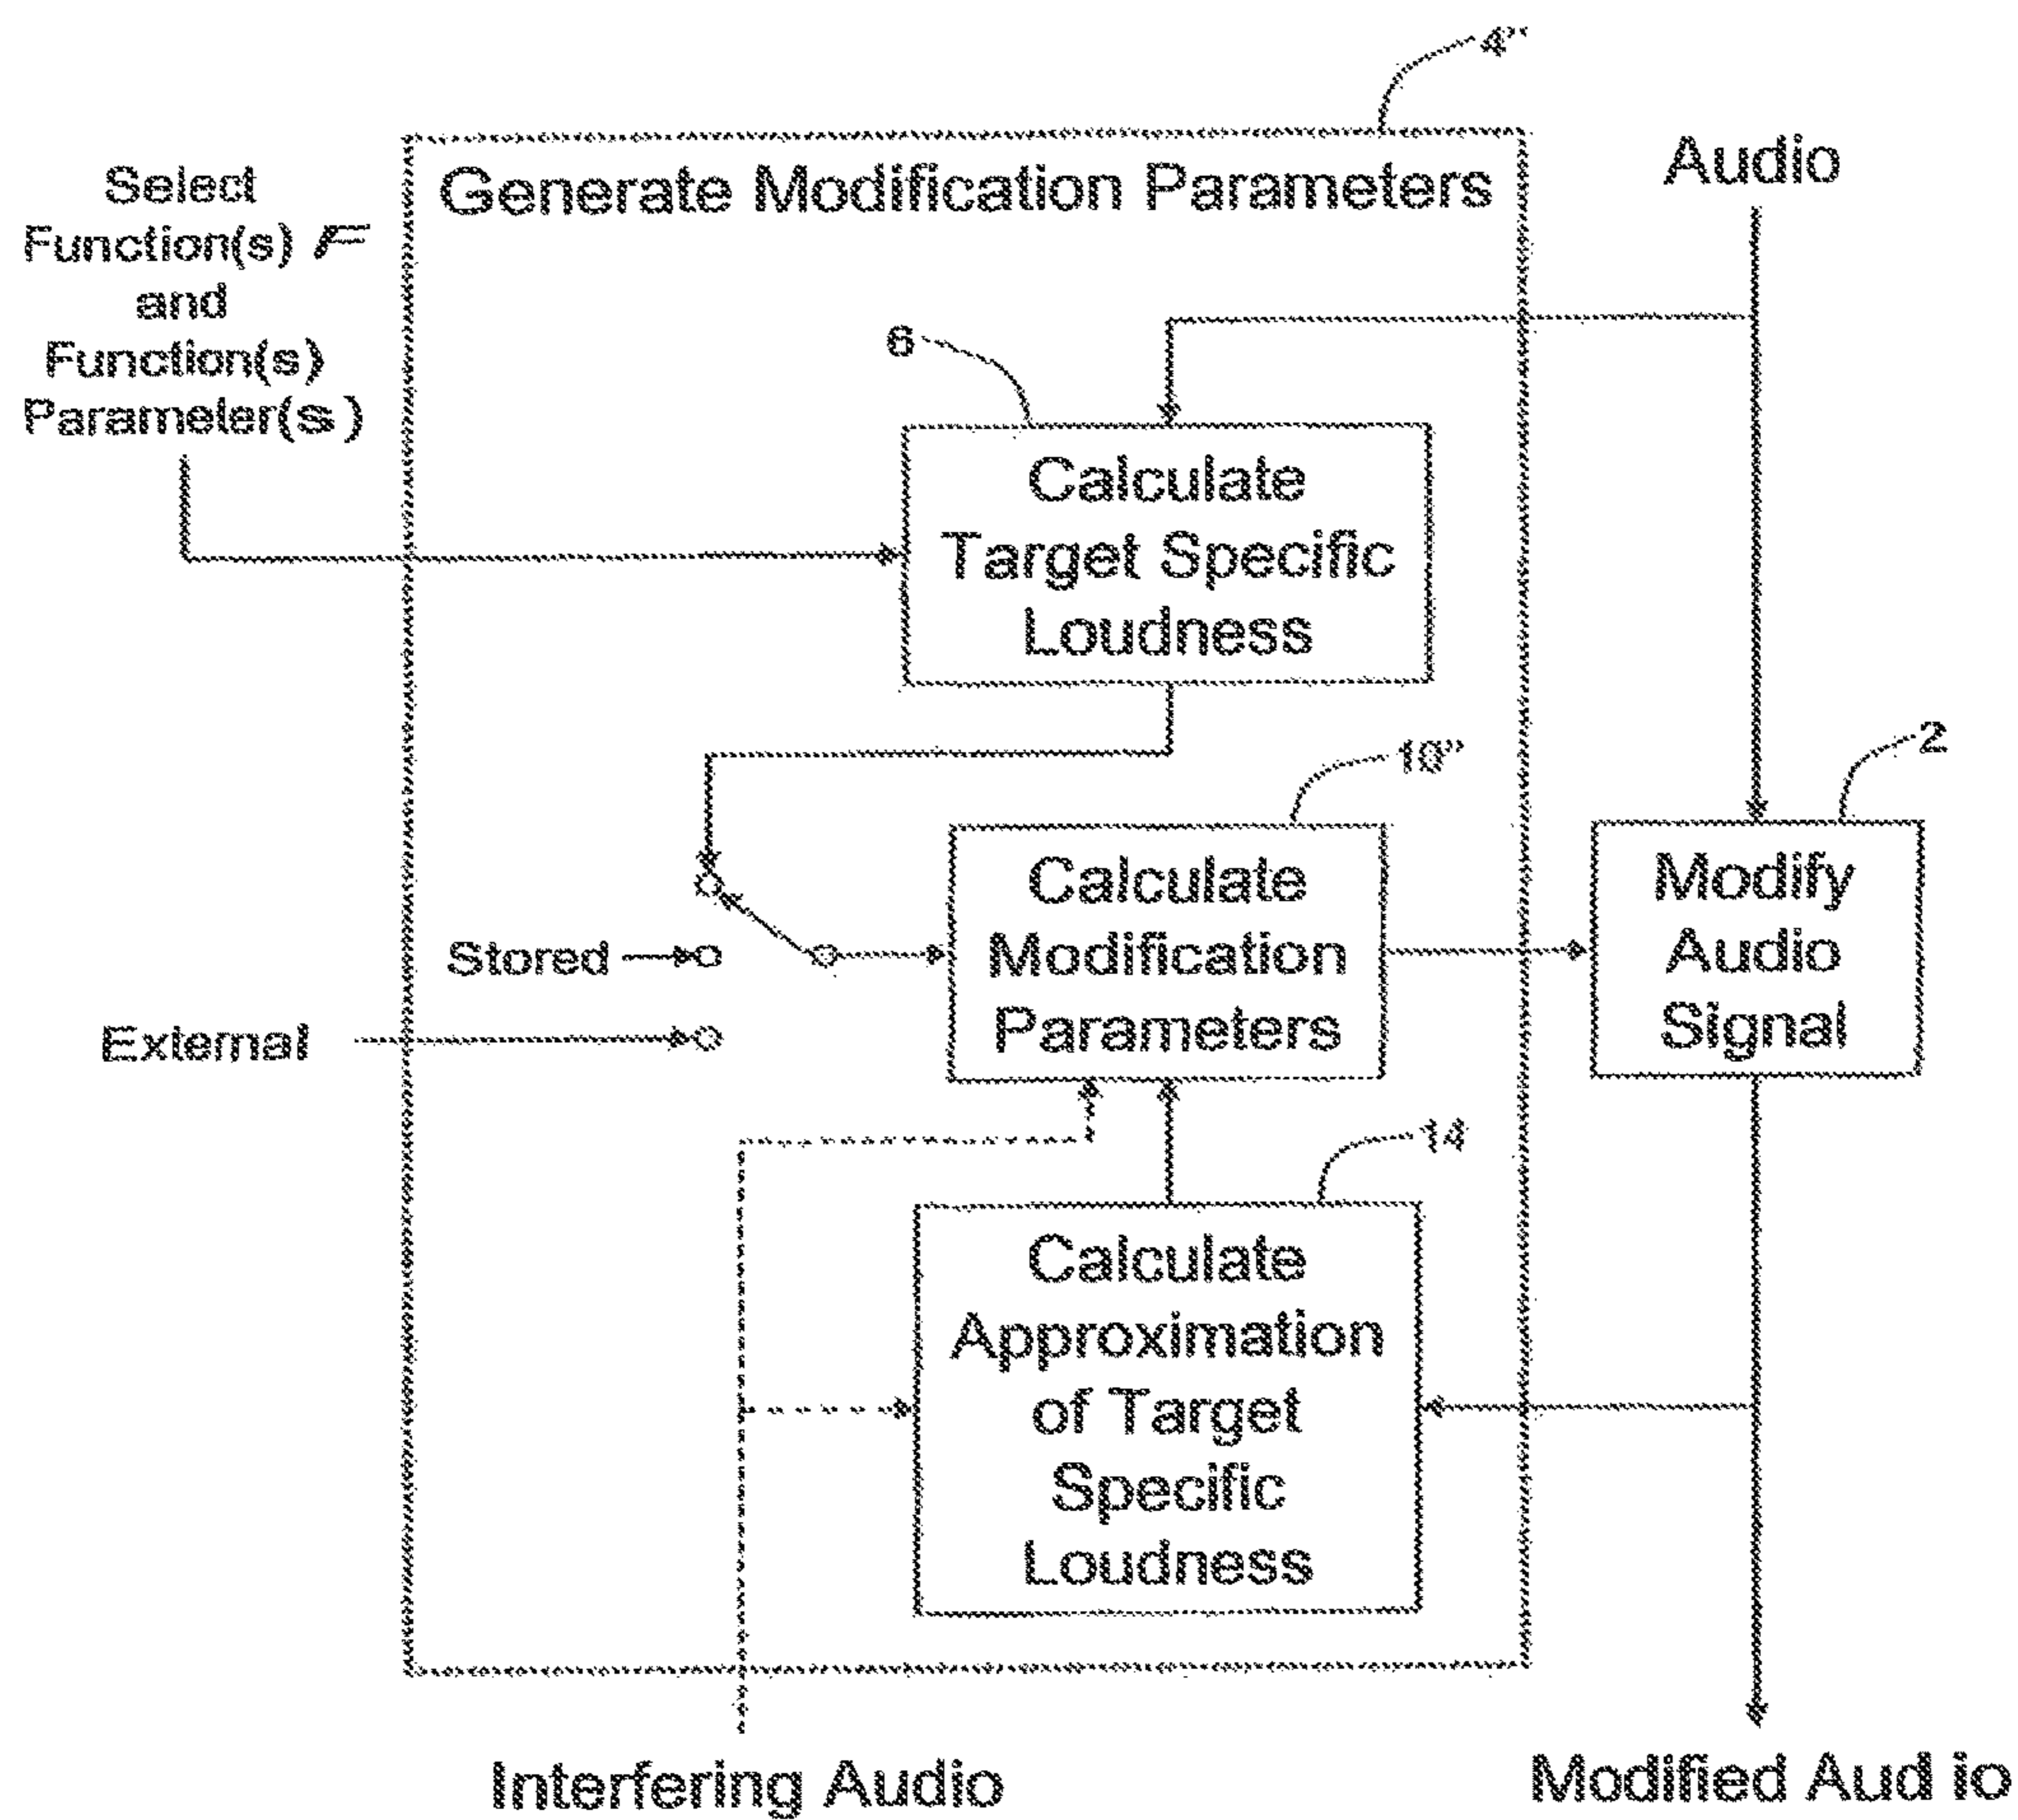 4"
Select
Function(s) F
and
Function(s)
Parameter(s)
Generate Modification Parameters
Audio
6
Calculate
Target Specific
Loudness
10"
2
Calculate
Modification
Parameters
Modify
Audio
Signal
Stored
External
14
Calculate
Approximation
of Target
Specific
Loudness
Interfering Audio
Modified Aud io